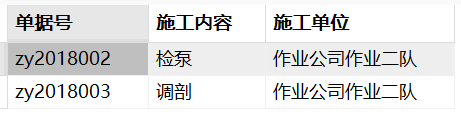 单据号 施工内容 施工单位
zy2018002 检泵 作业公司作业二队
zy2018003 调剖 作业公司作业二队